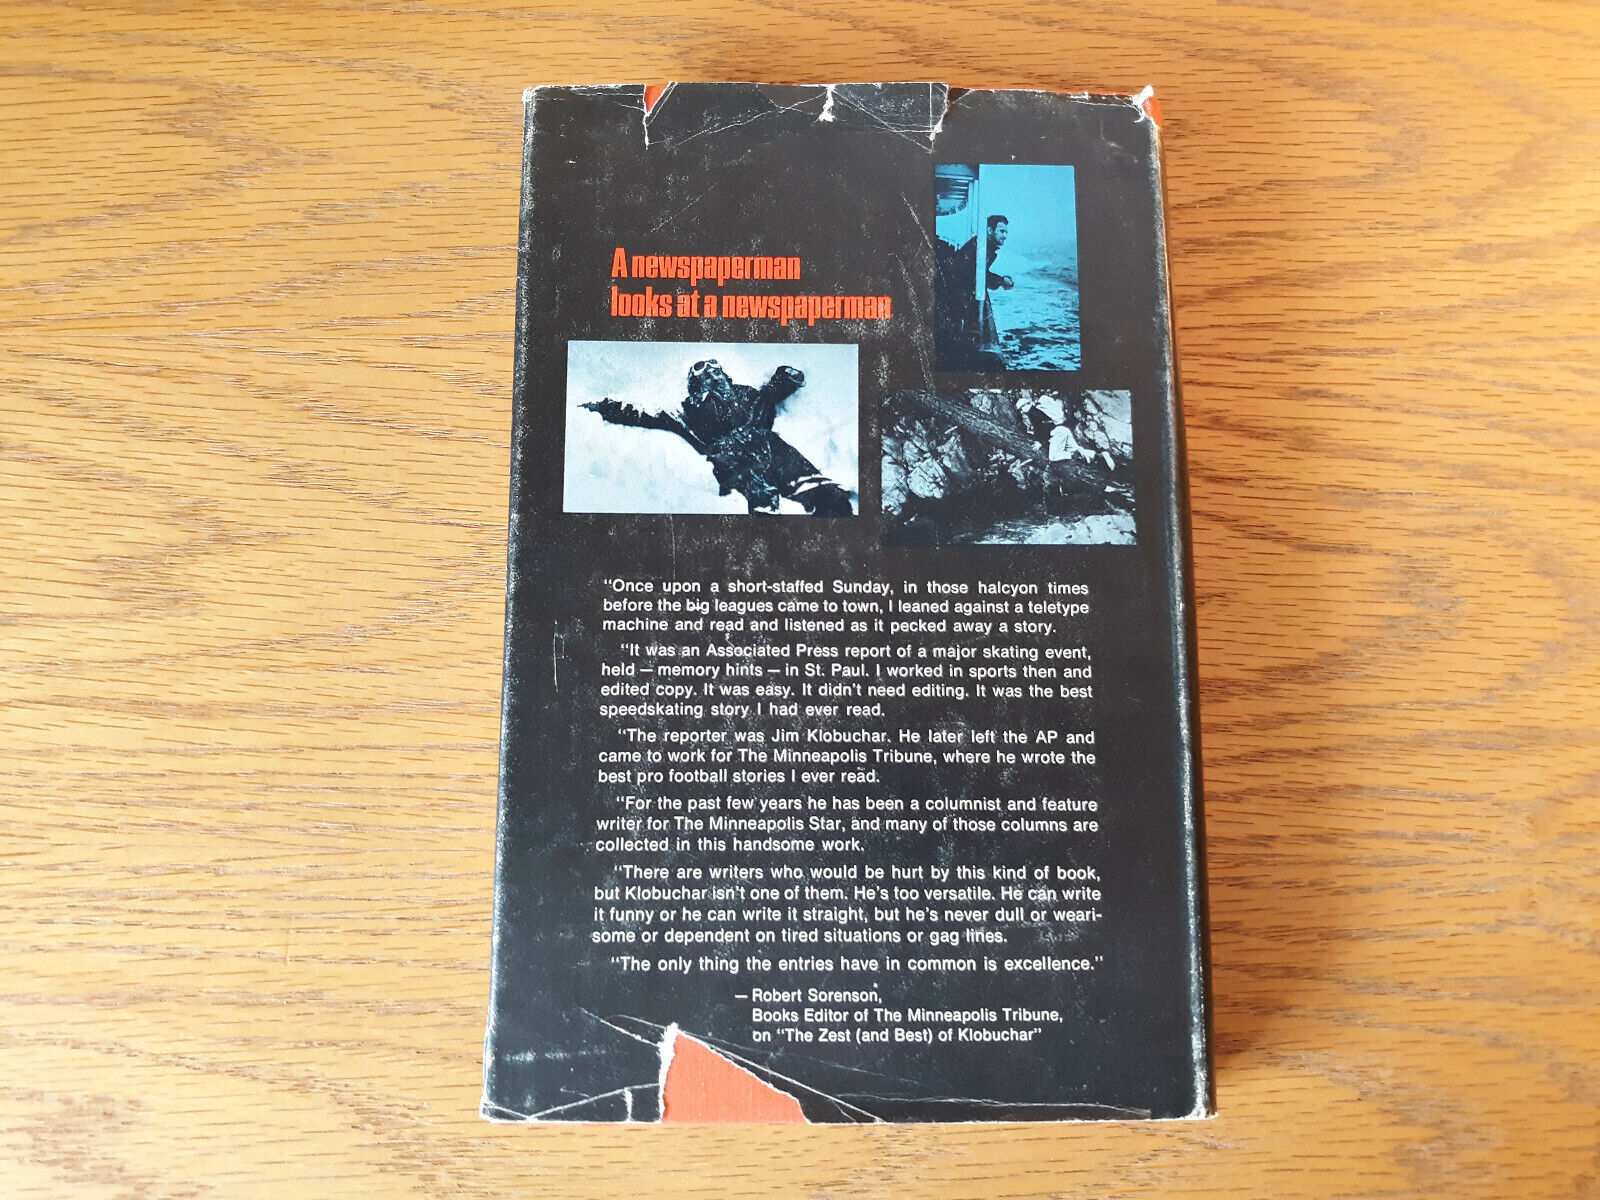 A newspaperman
looks at a newspaperman
"Once upon a short-staffed Sunday, in those halcyon times
before the big leagues came to town, I leaned against a teletype
machine and read and listened as it pecked away a story.
"It was an Associated Press report of a major skating event,
held — memory hints — in St. Paul. I worked in sports then and
edited copy. It was easy. It didn't need editing. It was the best
speedskating story I had ever read.
"The reporter was Jim Klobuchar. He later left the AP and
came to work for The Minneapolis Tribune, where he wrote the
best pro football stories I ever read.
"For the past few years he has been a columnist and feature
writer for The Minneapolis Star, and many of those columns are
collected in this handsome work.
"There are writers who would be hurt by this kind of book,
but Klobuchar isn't one of them. He's too versatile. He can write
it funny or he can write it straight, but he's never dull or weari-
some or dependent on tired situations or gag lines.
"The only thing the entries have in common is excellence."
— Robert Sorenson,
Books Editor of The Minneapolis Tribune,
on "The Zest (and Best) of Klobuchar"